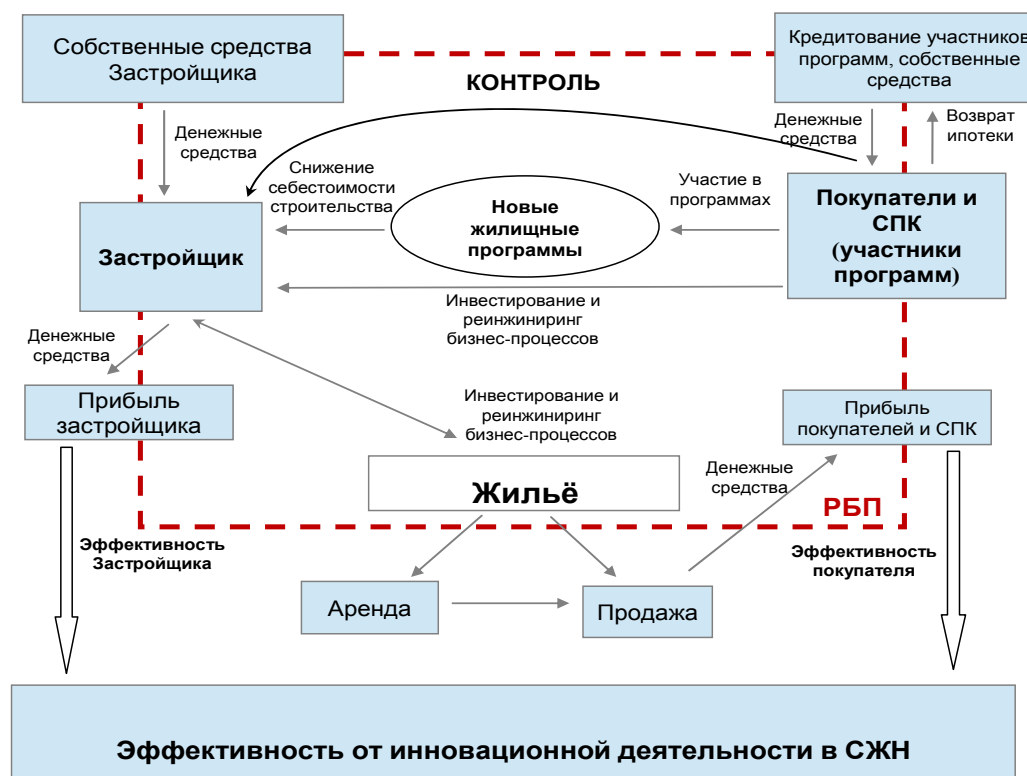 Собственные средства
Застройщика
Кредитование участников
программ, собственные
средства
КОНТРОЛЬ
Денежные
средства
Денежные
средства
Возврат
ипотеки
Снижение
себестоимости
строительства
Участие в
программах
Новые
жилищные
программы
Покупатели и
СПК
(участники
программ)
Застройщик
Инвестирование и
реинжиниринг
бизнес-процессов
Денежные
средства
Прибыль
застройщика
Инвестирование и
реинжиниринг
бизнес-процессов
Прибыль
покупателей и СПК
Денежные
средства
Жильё
РБП
Эффективность
Застройщика
Эффективность
покупателя
Аренда
Продажа
Эффективность от инновационной деятельности в СЖН